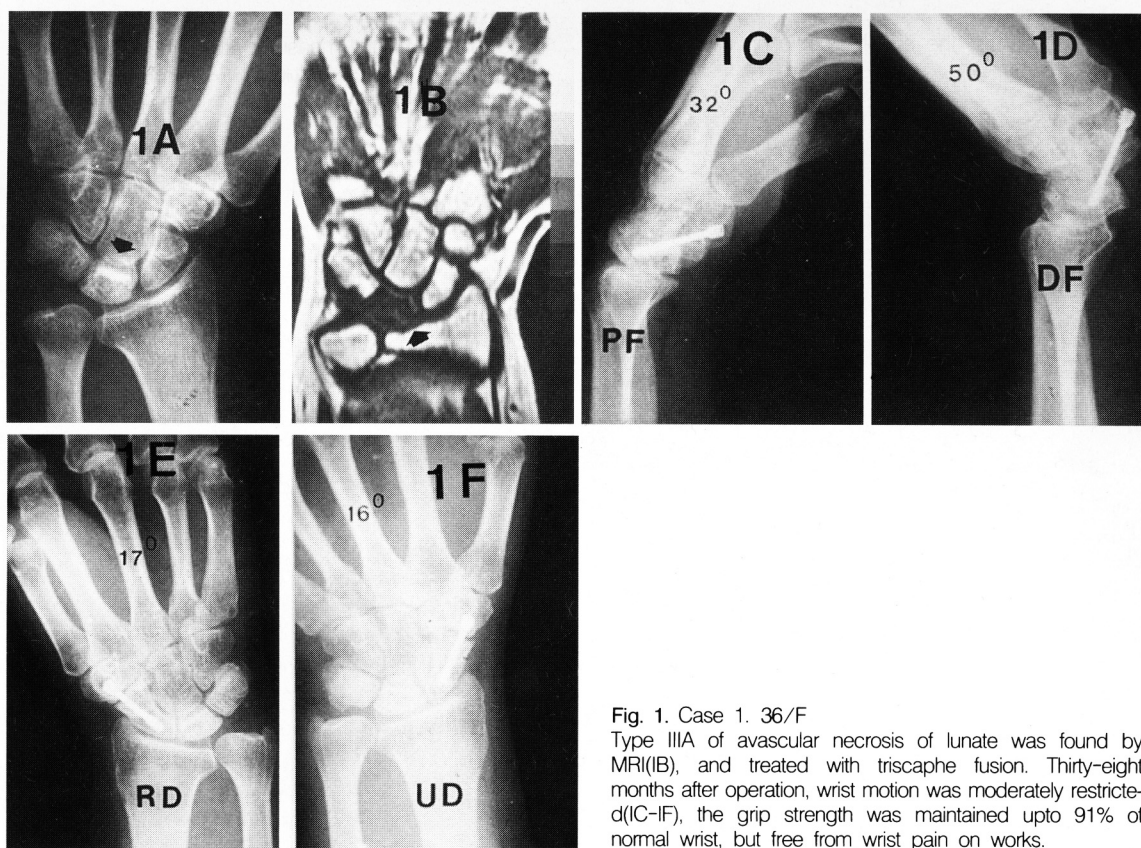 1A
1B
1C
32⁰
PF
1D
50⁰
DF
1E
17⁰
RD
1F
16⁰
UD
Fig. 1. Case 1. 36/F
Type IIIA of avascular necrosis of lunate was found by
MRI(IB), and treated with triscaphe fusion. Thirty-eight
months after operation, wrist motion was moderately restricte-
d(IC-IF), the grip strength was maintained upto 91% of
normal wrist, but free from wrist pain on works.